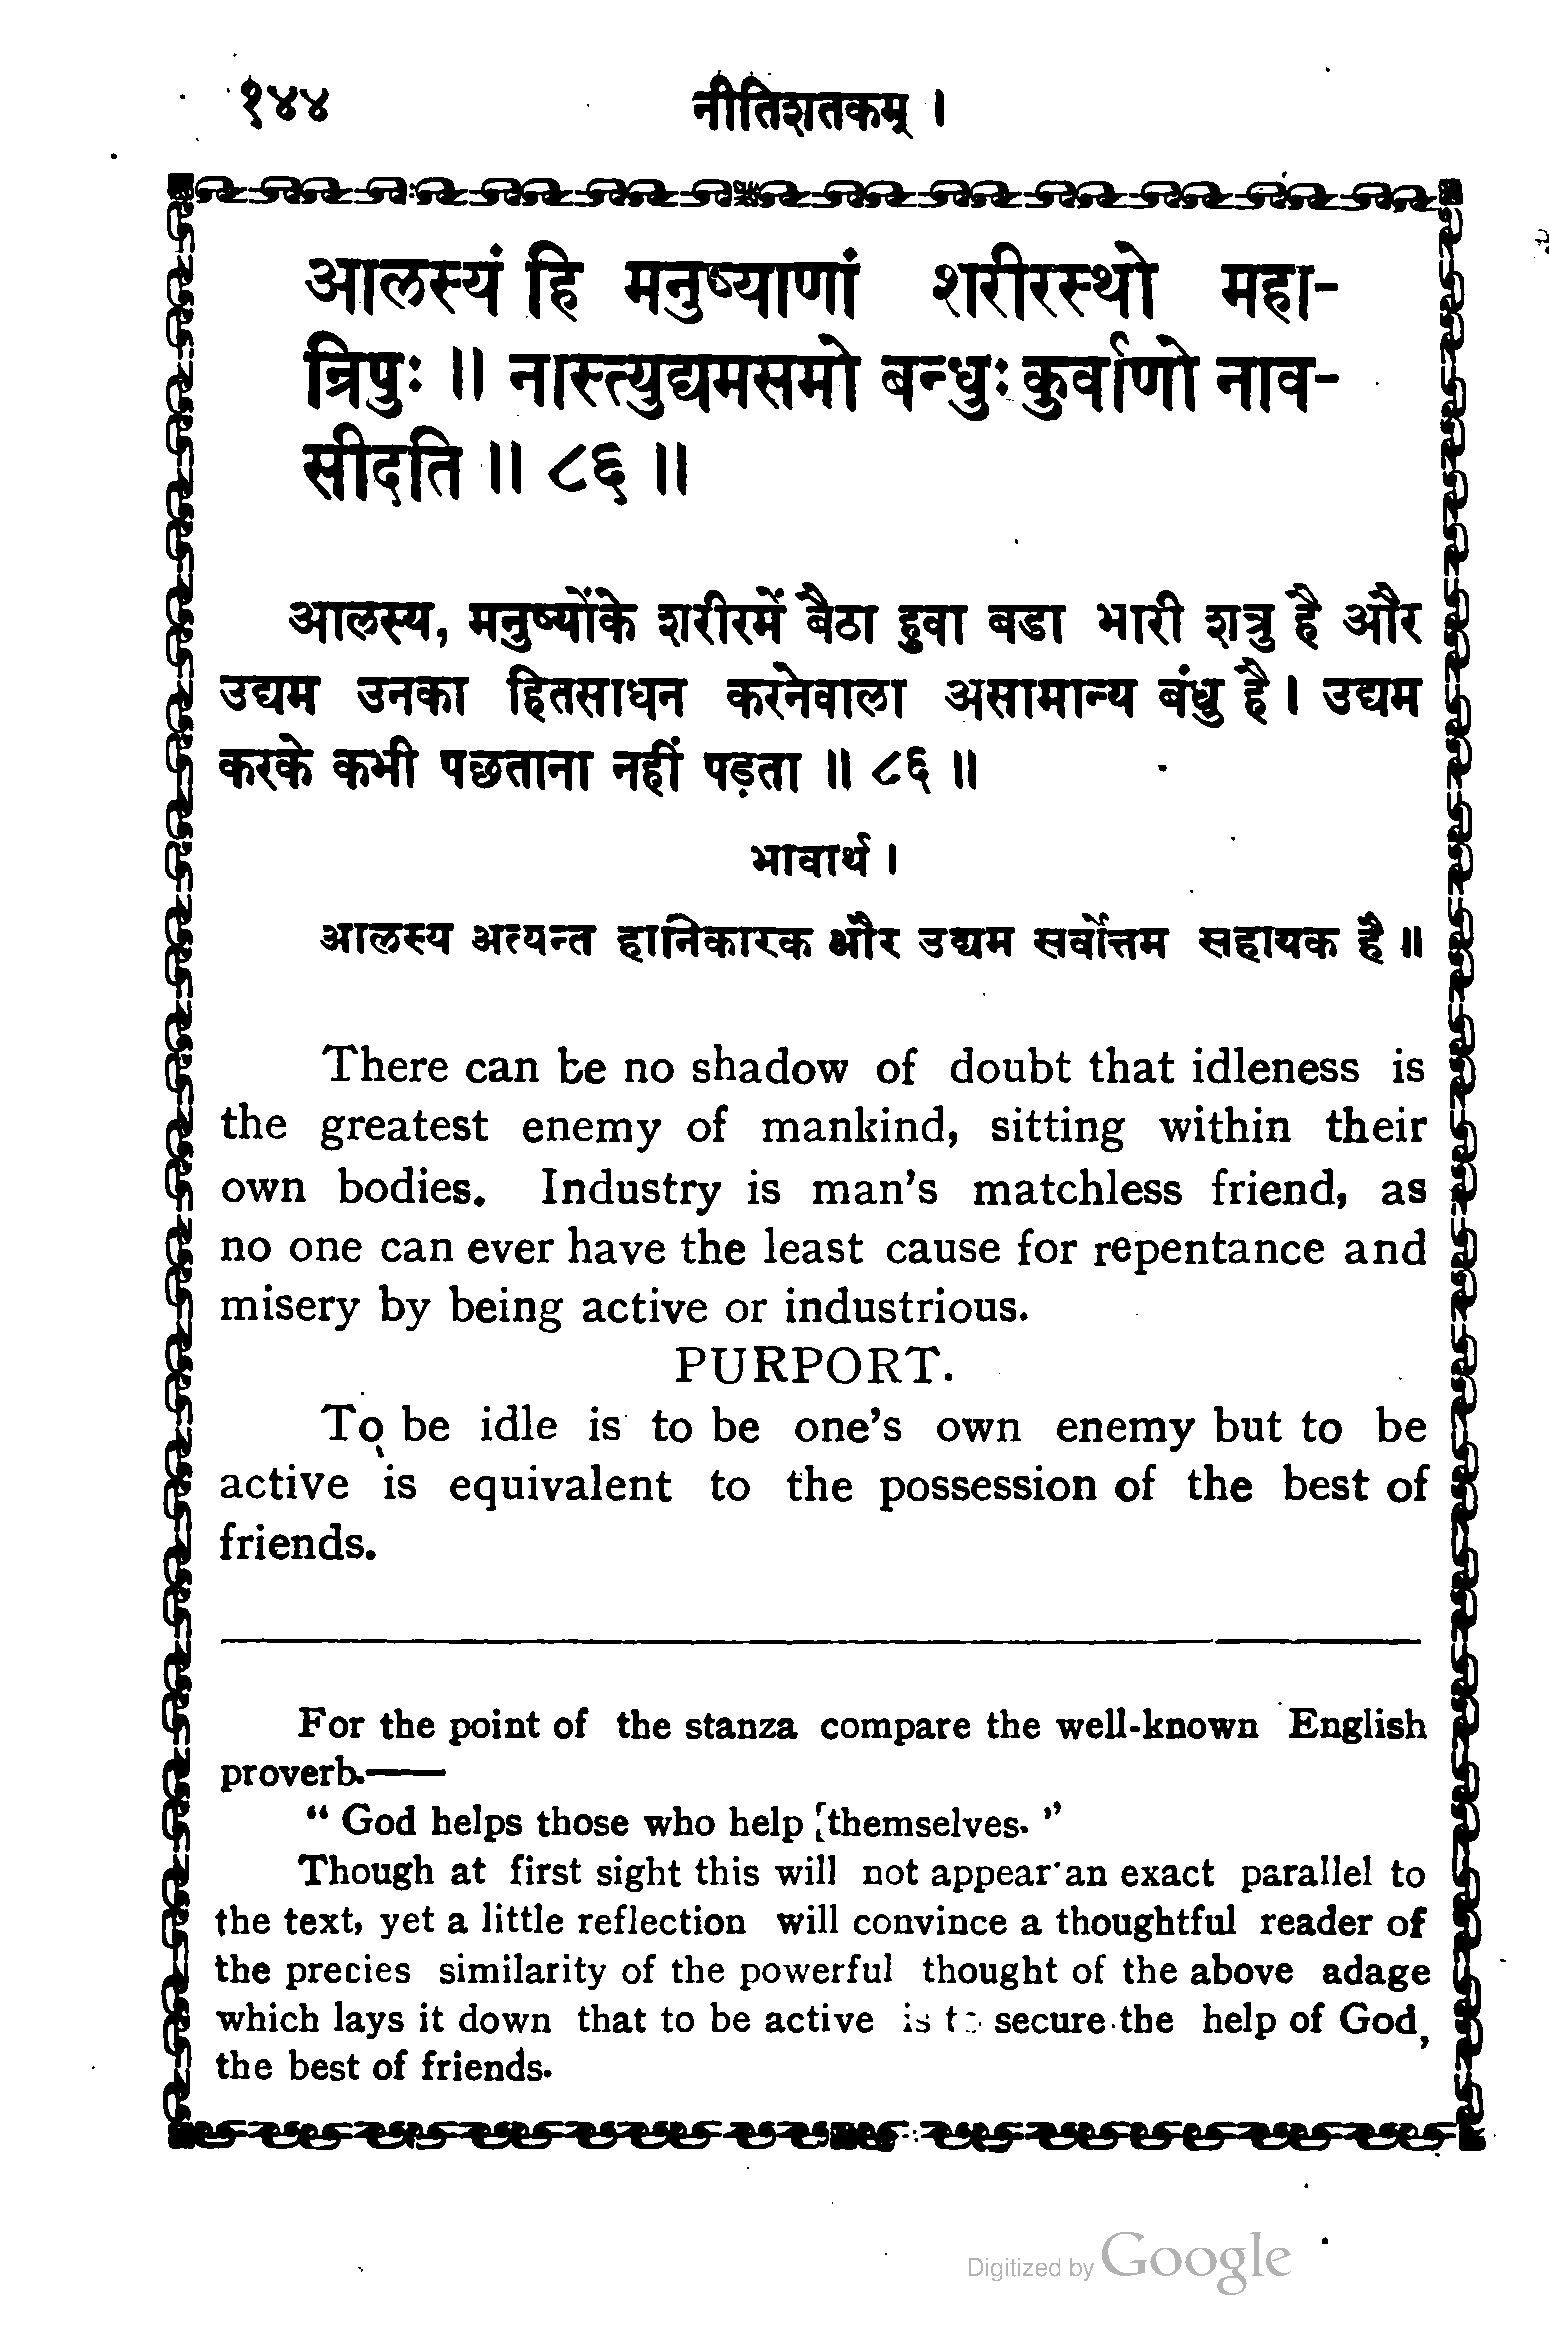 १४४ नीतिशतकम् ।
आलस्यं हि मनुष्याणां शरीरस्थो महा-
न्रिपुः ॥ नास्त्युद्यमसमो बन्धुः कुर्वाणो नाव-
सीदति ॥ ८६ ॥
आलस्य, मनुष्योंके शरीरमें बैठा हुवा बडा भारी शत्रु है और
उद्यम उनका हितसाधन करनेवाला असामान्य बंधु है । उद्यम
करके कभी पछताना नहीं पड़ता ॥ ८६ ॥
भावार्थ ।
आलस्य अत्यन्त हानिकारक और उद्यम सर्वोत्तम सहायक है ॥
There can be no shadow of doubt that idleness is
the greatest enemy of mankind, sitting within their
own bodies. Industry is man's matchless friend, as
no one can ever have the least cause for repentance and
misery by being active or industrious.
PURPORT.
To be idle is to be one's own enemy but to be
active is equivalent to the possession of the best of
friends.
For the point of the stanza compare the well-known English
proverb.——
" God helps those who help themselves. "
Though at first sight this will not appear an exact parallel to
the text, yet a little reflection will convince a thoughtful reader of
the precies similarity of the powerful thought of the above adage
which lays it down that to be active is to secure the help of God,
the best of friends.
Digitized by Google